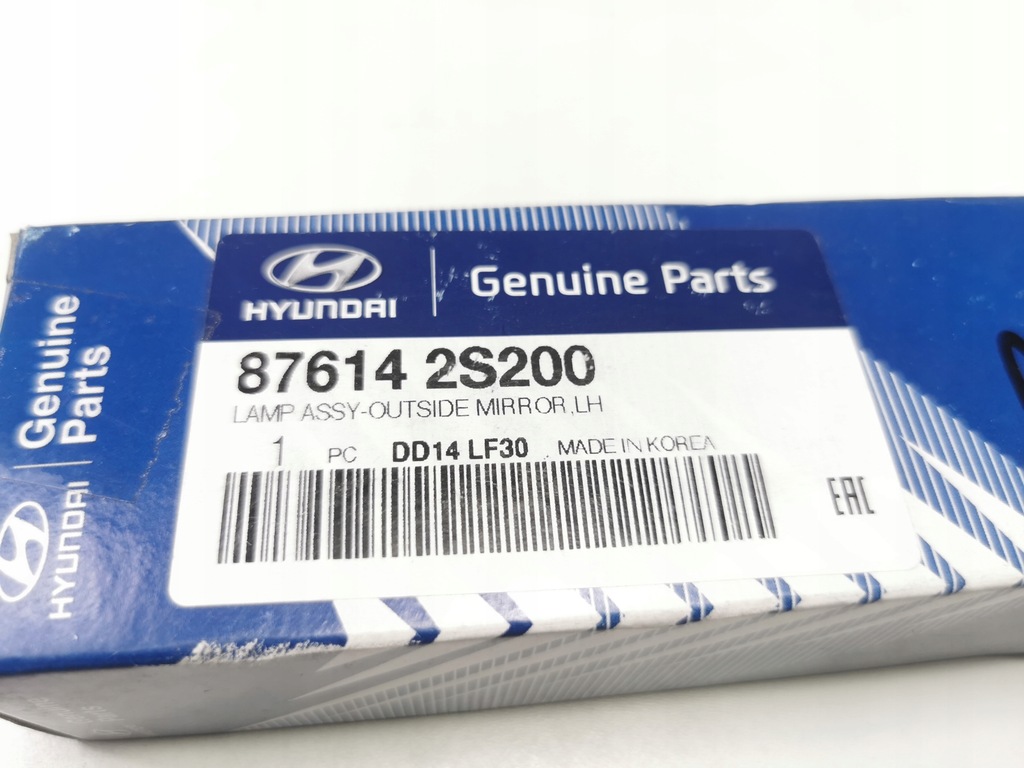 HYUNDAI
Genuine Parts
87614 2S200
LAMP ASSY-OUTSIDE MIRROR,LH
1 PC DD14 LF30 MADE IN KOREA
EAC
Genuine
Parts
HYUNDAI